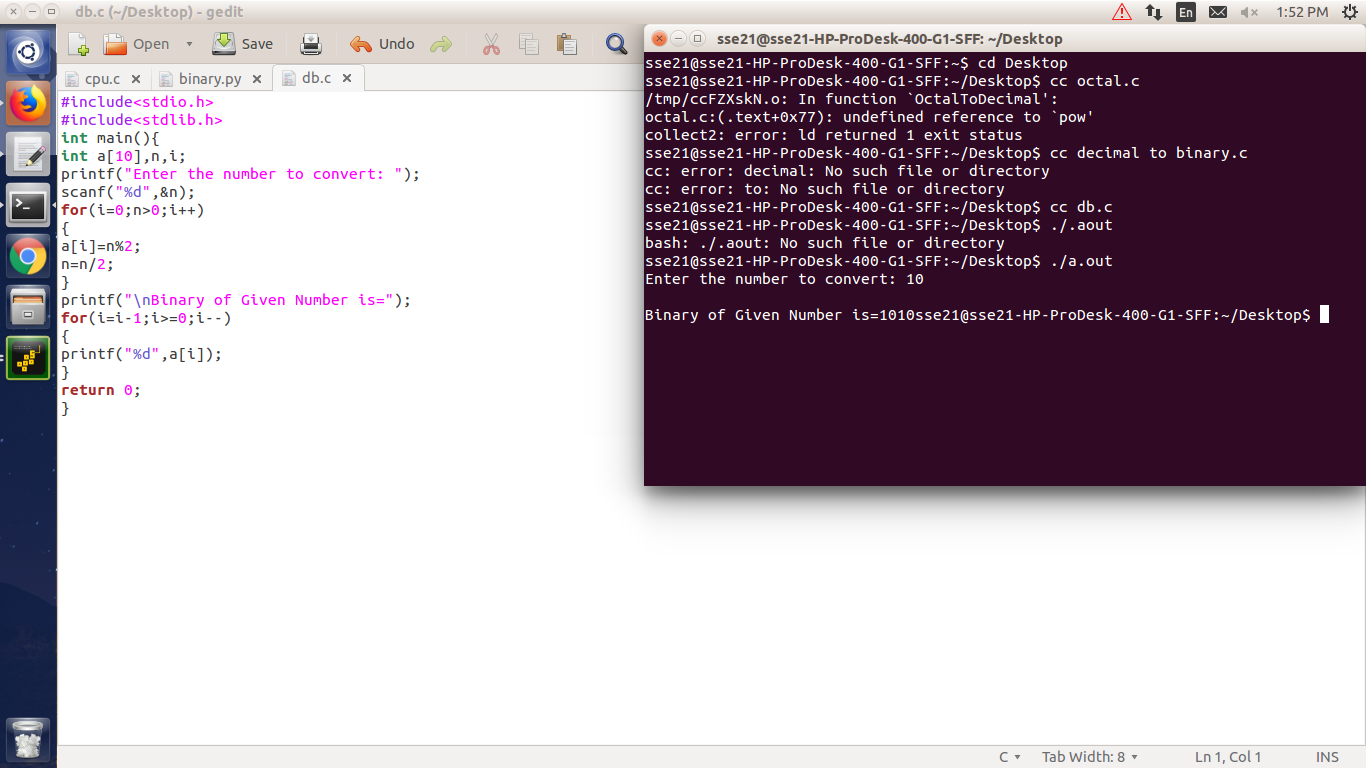 db.c (~/Desktop) - gedit
En
1:52 PM
Open
Save
Undo
cpu.c
binary.py
db.c
#include<stdio.h>
#include<stdlib.h>
int main(){
int a[10],n,i;
printf("Enter the number to convert: ");
scanf("%d",&n);
for(i=0;n>0;i++)
{
a[i]=n%2;
n=n/2;
}
printf("\nBinary of Given Number is=");
for(i=i-1;i>=0;i--)
{
printf("%d",a[i]);
}
return 0;
}
sse21@sse21-HP-ProDesk-400-G1-SFF: ~/Desktop
sse21@sse21-HP-ProDesk-400-G1-SFF:~$ cd Desktop
sse21@sse21-HP-ProDesk-400-G1-SFF:~/Desktop$ cc octal.c
/tmp/ccFZXskN.o: In function `OctalToDecimal':
octal.c:(.text+0x77): undefined reference to `pow'
collect2: error: ld returned 1 exit status
sse21@sse21-HP-ProDesk-400-G1-SFF:~/Desktop$ cc decimal to binary.c
cc: error: decimal: No such file or directory
cc: error: to: No such file or directory
sse21@sse21-HP-ProDesk-400-G1-SFF:~/Desktop$ cc db.c
sse21@sse21-HP-ProDesk-400-G1-SFF:~/Desktop$ ./.aout
bash: ./.aout: No such file or directory
sse21@sse21-HP-ProDesk-400-G1-SFF:~/Desktop$ ./a.out
Enter the number to convert: 10
Binary of Given Number is=1010sse21@sse21-HP-ProDesk-400-G1-SFF:~/Desktop$
C
Tab Width: 8
Ln 1, Col 1
INS